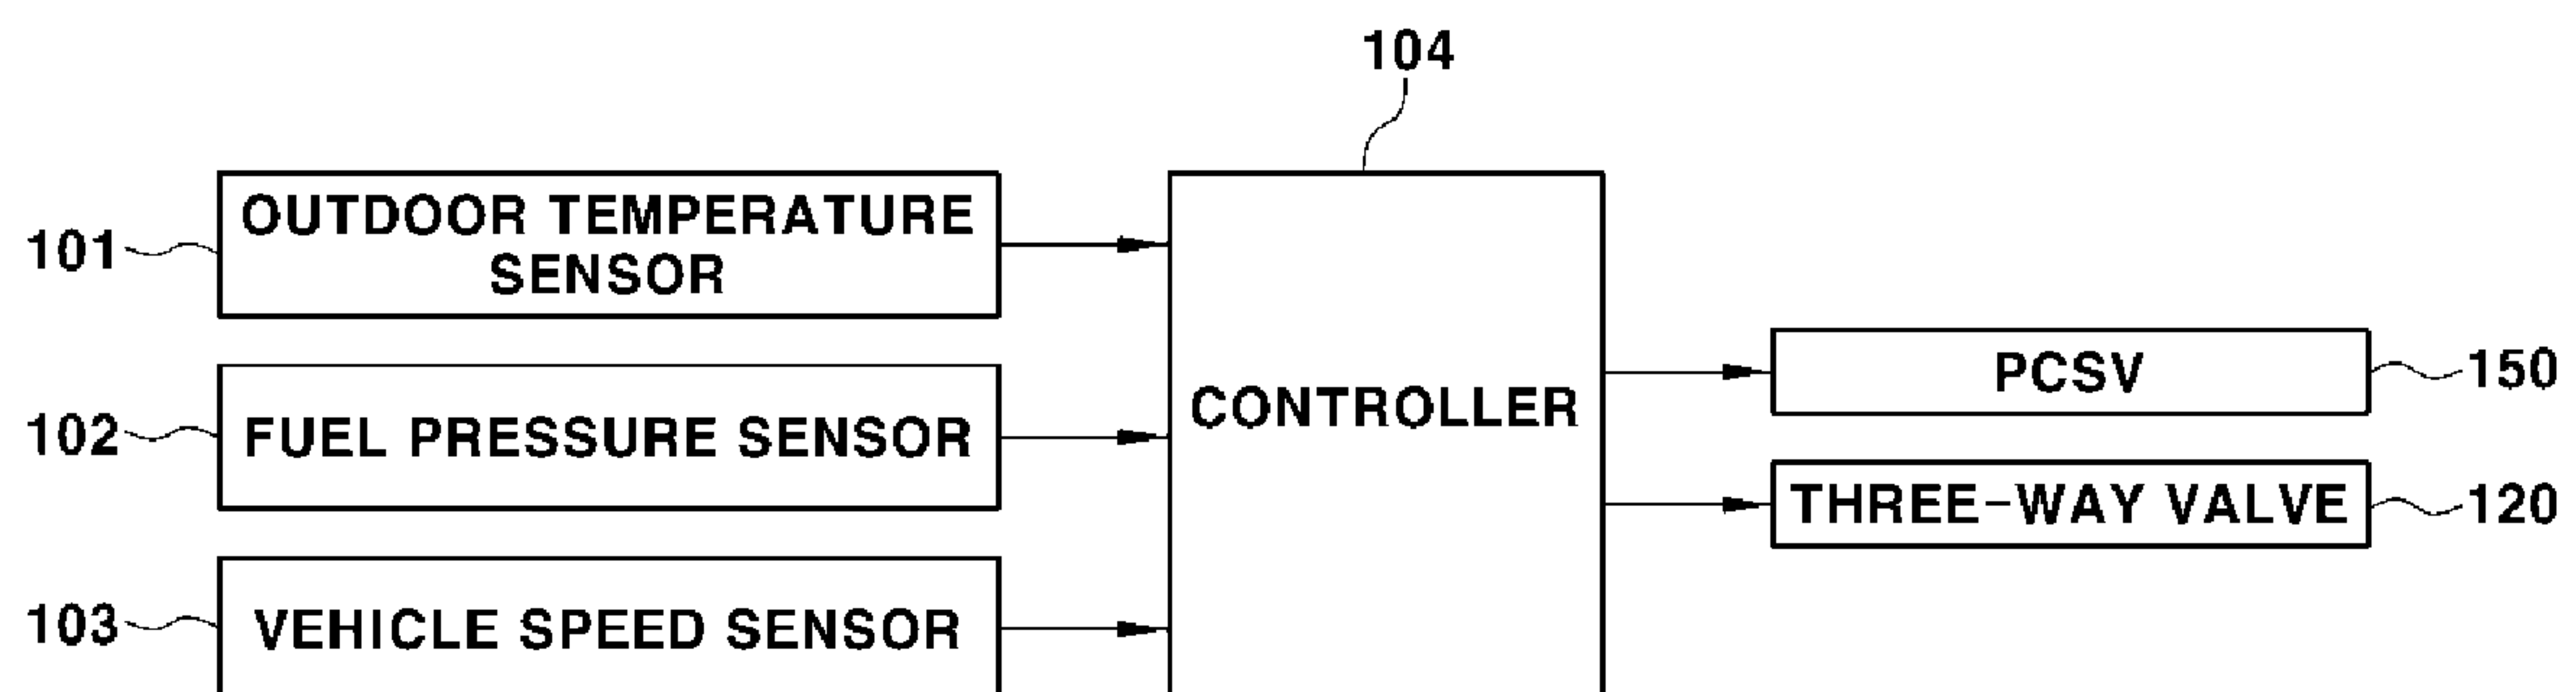 104
OUTDOOR TEMPERATURE
SENSOR
101
CONTROLLER
PCSV
150
102
FUEL PRESSURE SENSOR
THREE-WAY VALVE
120
103
VEHICLE SPEED SENSOR